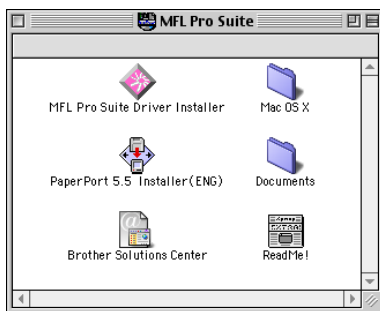 MFL Pro Suite
MFL Pro Suite Driver Installer
Mac OS X
PaperPort 5.5 Installer(ENG)
Documents
Brother Solutions Center
ReadMe!